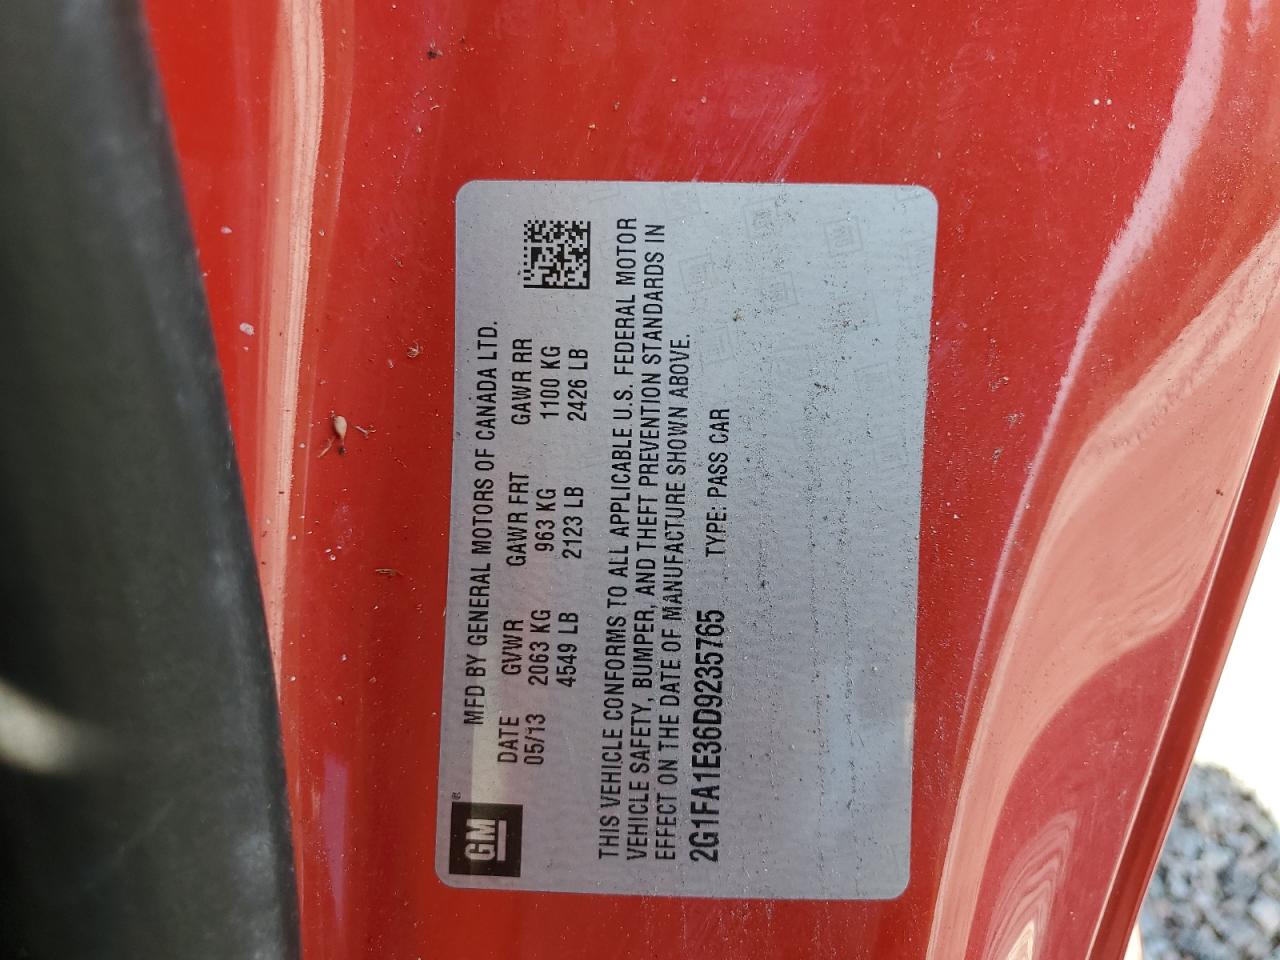 GM ®
MFD BY GENERAL MOTORS OF CANADA LTD.
DATE GVWR GAWR FRT GAWR RR
05/13 2063 KG 963 KG 1100 KG
4549 LB 2123 LB 2426 LB
THIS VEHICLE CONFORMS TO ALL APPLICABLE U.S. FEDERAL MOTOR
VEHICLE SAFETY, BUMPER, AND THEFT PREVENTION STANDARDS IN
EFFECT ON THE DATE OF MANUFACTURE SHOWN ABOVE.
2G1FA1E36D9235765 TYPE: PASS CAR